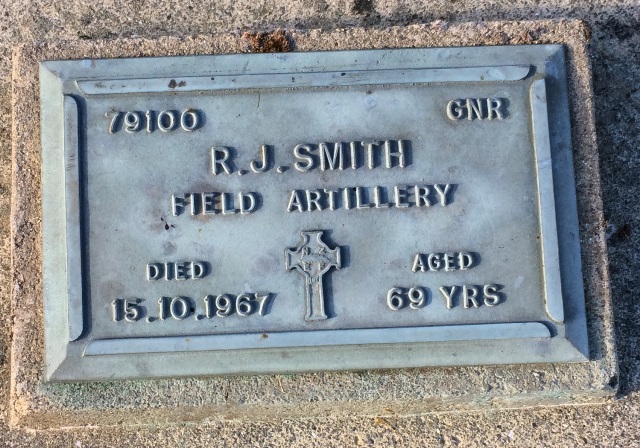 79100 GNR
R.J.SMITH
FIELD ARTILLERY
DIED AGED
15.10.1967 69 YRS